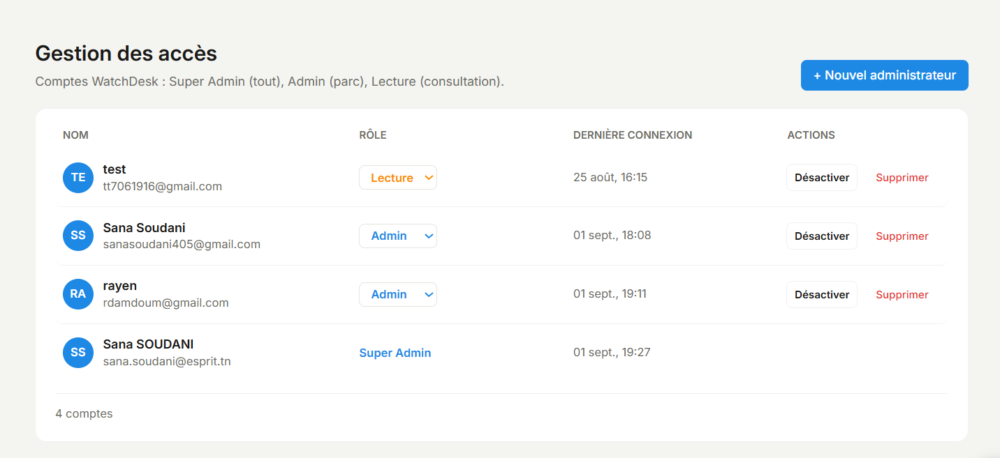 Gestion des accès
Comptes WatchDesk : Super Admin (tout), Admin (parc), Lecture (consultation).
+ Nouvel administrateur
NOM RÔLE DERNIÈRE CONNEXION ACTIONS
TE test Lecture 25 août, 16:15 Désactiver Supprimer
tt7061916@gmail.com
SS Sana Soudani Admin 01 sept., 18:08 Désactiver Supprimer
sanasoudani405@gmail.com
RA rayen Admin 01 sept., 19:11 Désactiver Supprimer
rdamdoum@gmail.com
SS Sana SOUDANI Super Admin 01 sept., 19:27
sana.soudani@esprit.tn
4 comptes